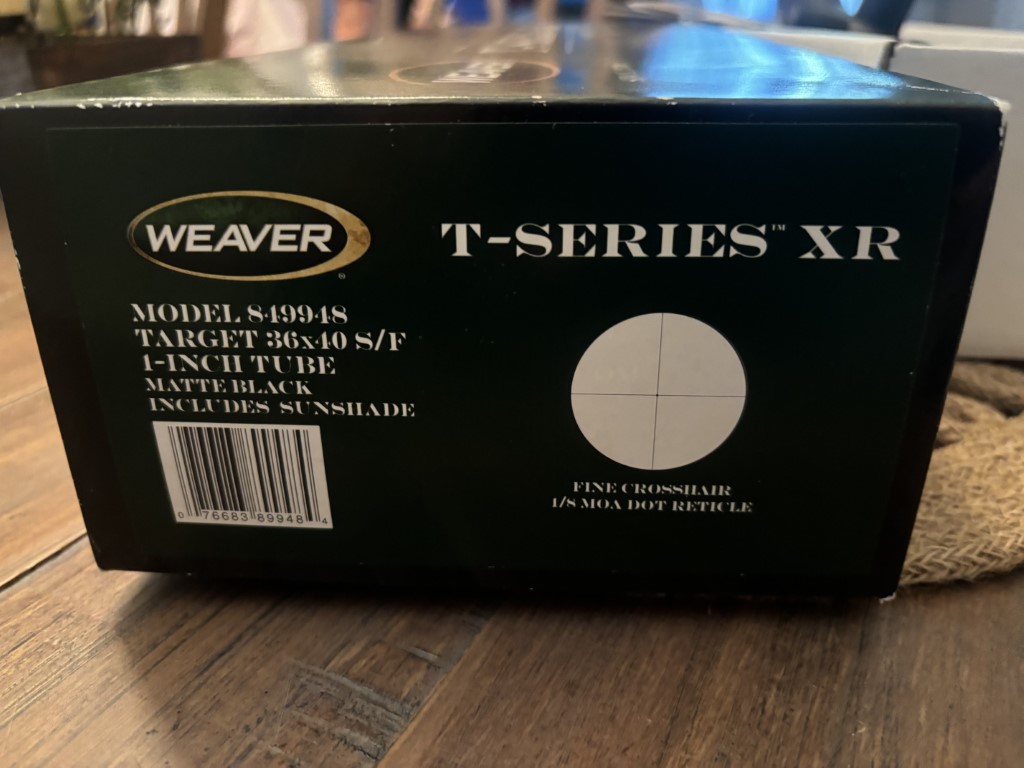 WEAVER
®
T-SERIES™ XR
MODEL 849948
TARGET 36x40 S/F
1-INCH TUBE
MATTE BLACK
INCLUDES SUNSHADE
0 76683 89948 4
FINE CROSSHAIR
1/8 MOA DOT RETICLE